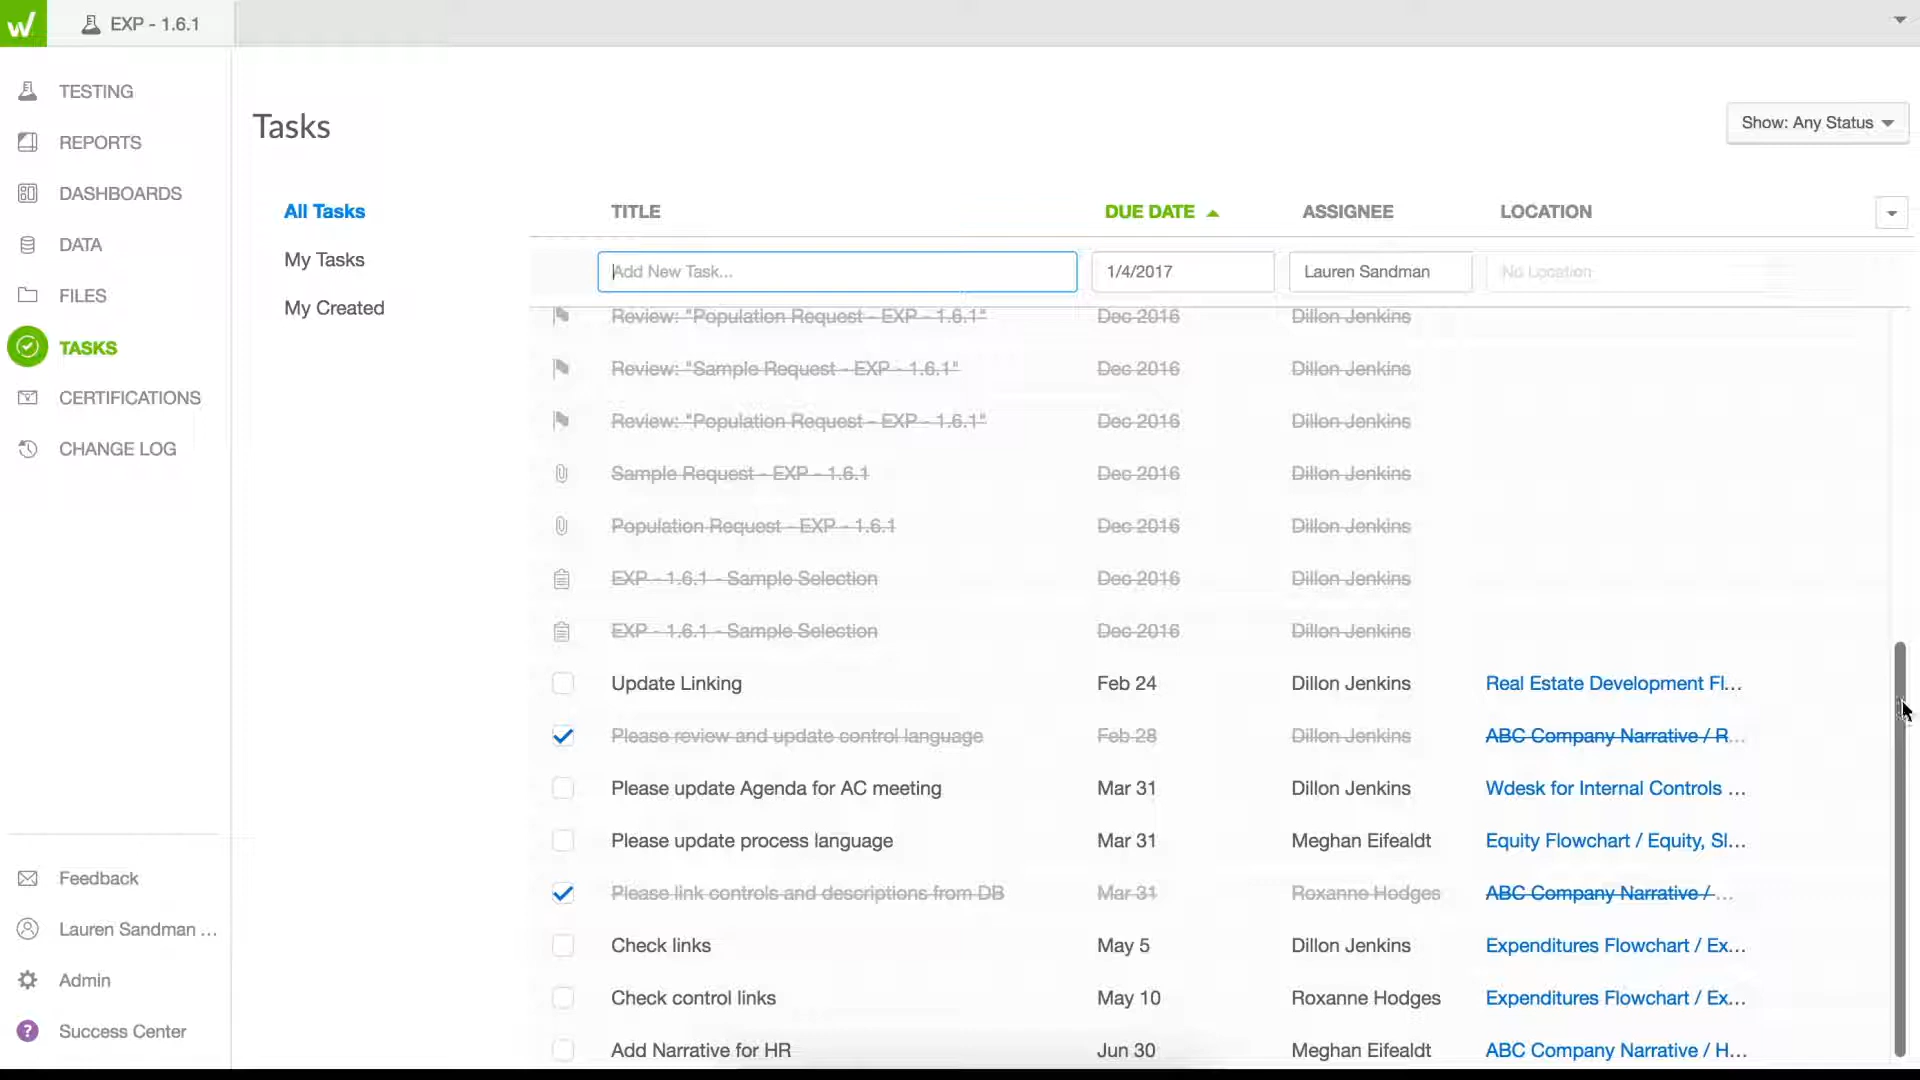 W EXP - 1.6.1
TESTING
REPORTS
DASHBOARDS
DATA
FILES
TASKS
CERTIFICATIONS
CHANGE LOG
Feedback
Lauren Sandman ...
Admin
? Success Center
Tasks
Show: Any Status
All Tasks
My Tasks
My Created
TITLE DUE DATE ASSIGNEE LOCATION
Add New Task... 1/4/2017 Lauren Sandman No Location
Review: "Population Request - EXP - 1.6.1" Dec 2016 Dillon Jenkins
Review: "Sample Request - EXP - 1.6.1" Dec 2016 Dillon Jenkins
Review: "Population Request - EXP - 1.6.1" Dec 2016 Dillon Jenkins
Sample Request - EXP - 1.6.1 Dec 2016 Dillon Jenkins
Population Request - EXP - 1.6.1 Dec 2016 Dillon Jenkins
EXP - 1.6.1 - Sample Selection Dec 2016 Dillon Jenkins
EXP - 1.6.1 - Sample Selection Dec 2016 Dillon Jenkins
Update Linking Feb 24 Dillon Jenkins Real Estate Development Fl...
Please review and update control language Feb 28 Dillon Jenkins ABC Company Narrative / R...
Please update Agenda for AC meeting Mar 31 Dillon Jenkins Wdesk for Internal Controls ...
Please update process language Mar 31 Meghan Eifealdt Equity Flowchart / Equity, Sl...
Please link controls and descriptions from DB Mar 31 Roxanne Hodges ABC Company Narrative / ...
Check links May 5 Dillon Jenkins Expenditures Flowchart / Ex...
Check control links May 10 Roxanne Hodges Expenditures Flowchart / Ex...
Add Narrative for HR Jun 30 Meghan Eifealdt ABC Company Narrative / H...